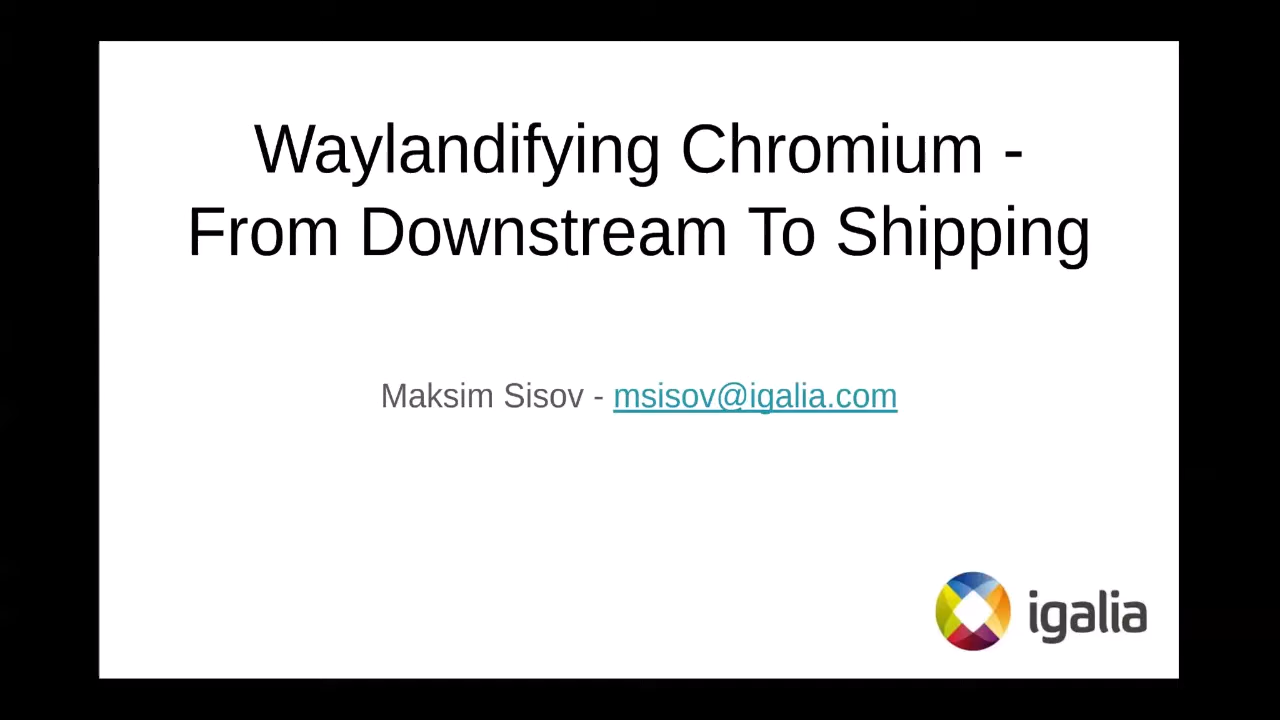 Waylandifying Chromium -
From Downstream To Shipping
Maksim Sisov - msisov@igalia.com
igalia